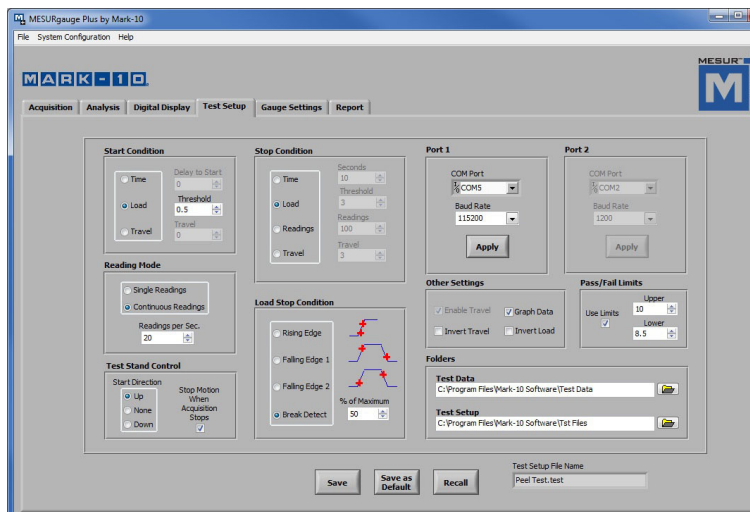 MESURgauge Plus by Mark-10
File System Configuration Help
MARK-10
MESUR
M
Acquisition Analysis Digital Display Test Setup Gauge Settings Report
Start Condition
Time
Load
Travel
Delay to Start
0
Threshold
0.5
Travel
0
Reading Mode
Single Readings
Continuous Readings
Readings per Sec.
20
Test Stand Control
Start Direction
Up
None
Down
Stop Motion
When
Acquisition
Stops
Stop Condition
Time
Load
Readings
Travel
Seconds
10
Threshold
3
Readings
100
Travel
3
Load Stop Condition
Rising Edge
Falling Edge 1
Falling Edge 2
Break Detect
% of Maximum
50
Port 1
COM Port
COM5
Baud Rate
115200
Apply
Port 2
COM Port
COM2
Baud Rate
1200
Apply
Other Settings
Enable Travel
Graph Data
Invert Travel
Invert Load
Pass/Fail Limits
Use Limits
Upper
10
Lower
8.5
Folders
Test Data
C:\Program Files\Mark-10 Software\Test Data
Test Setup
C:\Program Files\Mark-10 Software\Tst Files
Save
Save as
Default
Recall
Test Setup File Name
Peel Test.test